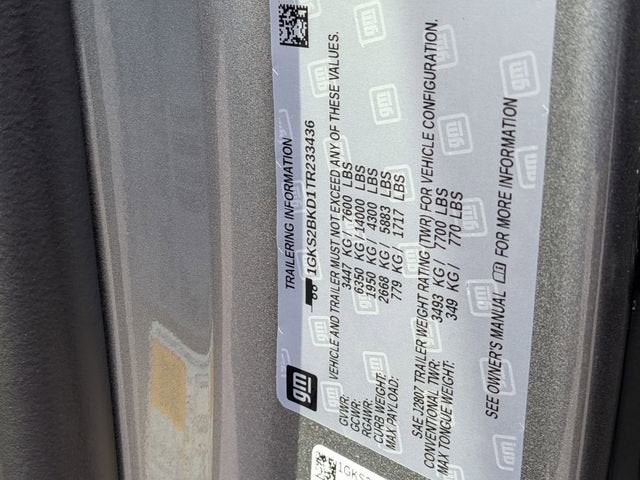 gm
TRAILERING INFORMATION
1GKS2BKD1TR233436
VEHICLE AND TRAILER MUST NOT EXCEED ANY OF THESE VALUES.
GVWR: 3447 KG / 7600 LBS
GCWR: 6350 KG / 14000 LBS
RGAWR: 1950 KG / 4300 LBS
CURB WEIGHT: 2668 KG / 5883 LBS
MAX PAYLOAD: 779 KG / 1717 LBS
SAE J2807 TRAILER WEIGHT RATING (TWR) FOR VEHICLE CONFIGURATION.
CONVENTIONAL TWR: 3493 KG / 7700 LBS
MAX TONGUE WEIGHT: 349 KG / 770 LBS
SEE OWNER'S MANUAL FOR MORE INFORMATION